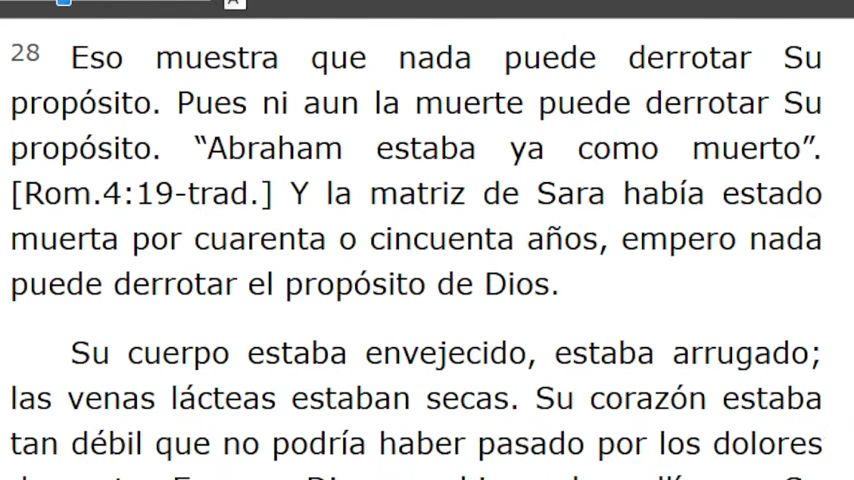 28 Eso muestra que nada puede derrotar Su
propósito. Pues ni aun la muerte puede derrotar Su
propósito. “Abraham estaba ya como muerto”.
[Rom.4:19-trad.] Y la matriz de Sara había estado
muerta por cuarenta o cincuenta años, empero nada
puede derrotar el propósito de Dios.
Su cuerpo estaba envejecido, estaba arrugado;
las venas lácteas estaban secas. Su corazón estaba
tan débil que no podría haber pasado por los dolores